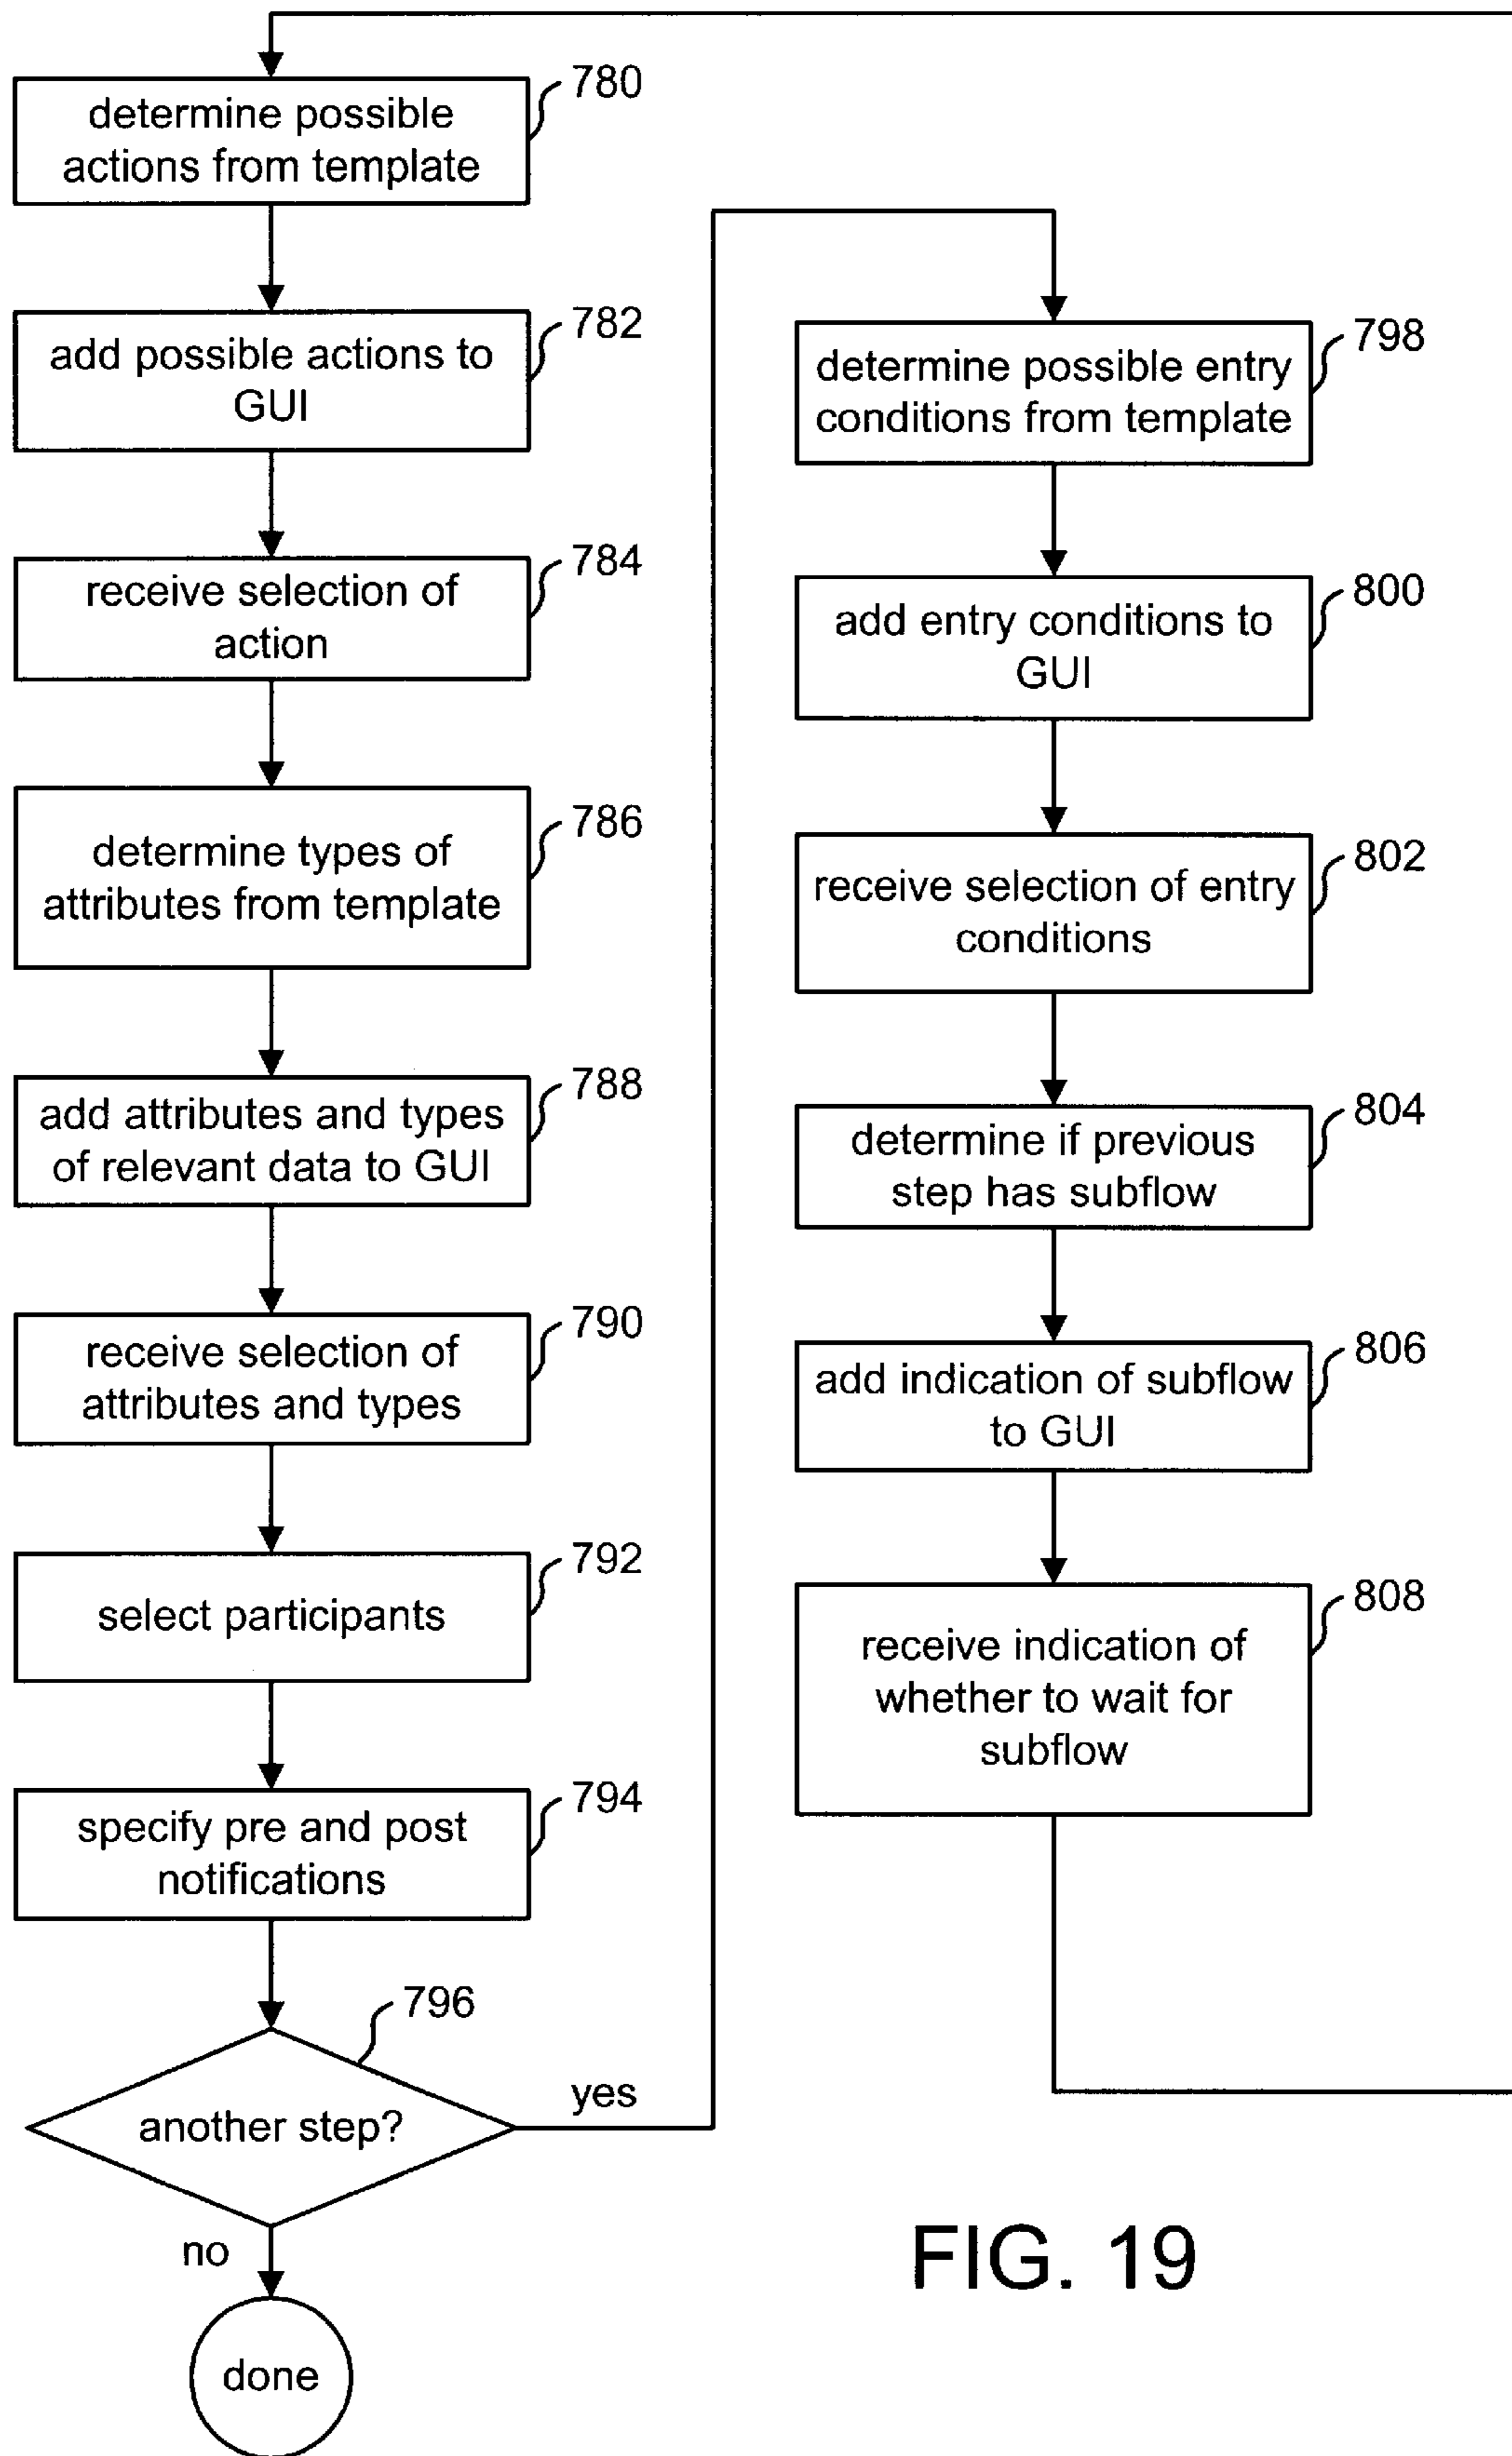 780
determine possible
actions from template
782
add possible actions to
GUI
784
receive selection of
action
786
determine types of
attributes from template
788
add attributes and types
of relevant data to GUI
790
receive selection of
attributes and types
792
select participants
794
specify pre and post
notifications
796
another step?
yes
no
done
798
determine possible entry
conditions from template
800
add entry conditions to
GUI
802
receive selection of entry
conditions
804
determine if previous
step has subflow
806
add indication of subflow
to GUI
808
receive indication of
whether to wait for
subflow
FIG. 19